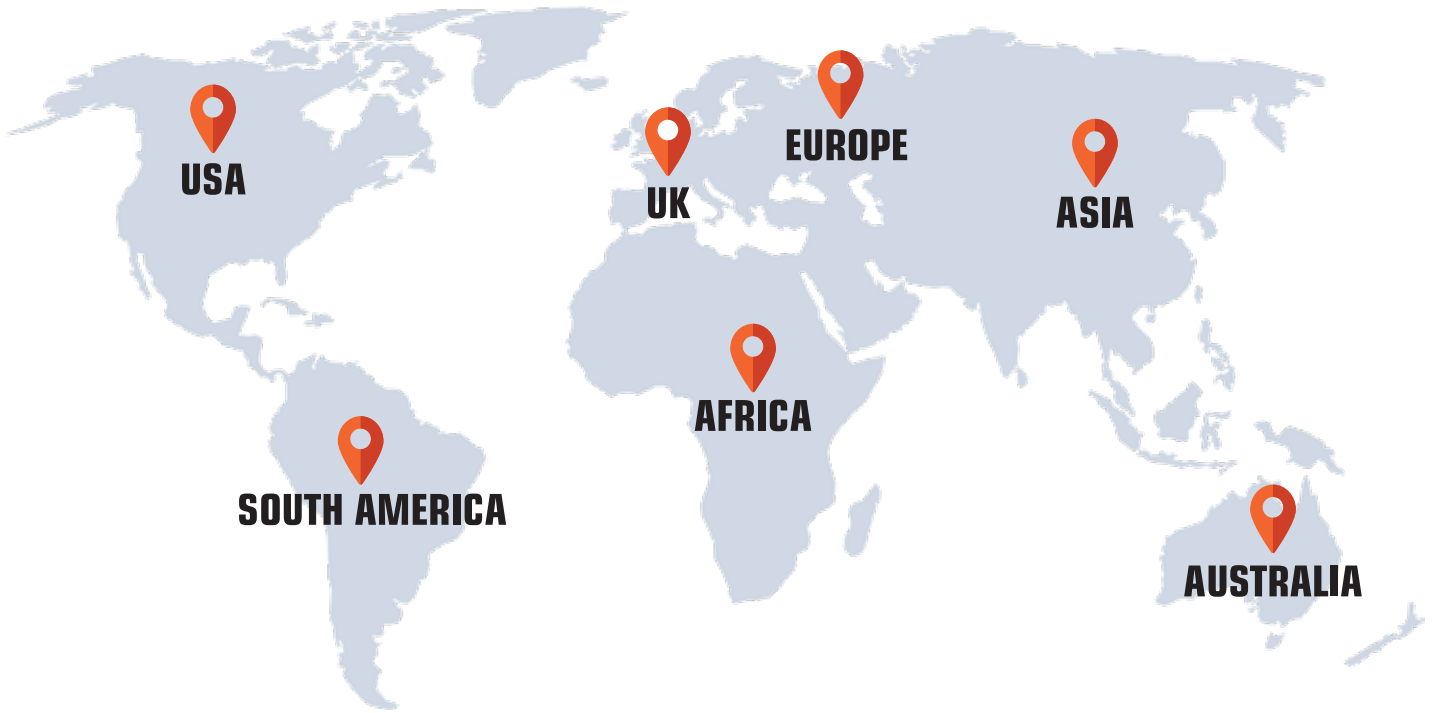 USA
UK
EUROPE
ASIA
AFRICA
SOUTH AMERICA
AUSTRALIA